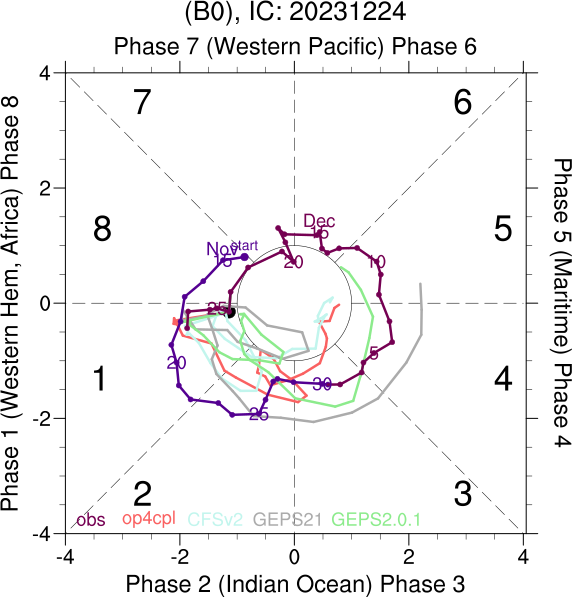 (B0), IC: 20231224
Phase 7 (Western Pacific) Phase 6
Phase 1 (Western Hem, Africa) Phase 8
Phase 5 (Maritime) Phase 4
4
2
0
-2
-4
7
6
8
5
1
4
2
3
Dec
15
Nov
start
15
20
10
25
5
20
30
25
obs
op4cpl
CFSv2
GEPS21
GEPS2.0.1
-4
-2
0
2
4
Phase 2 (Indian Ocean) Phase 3